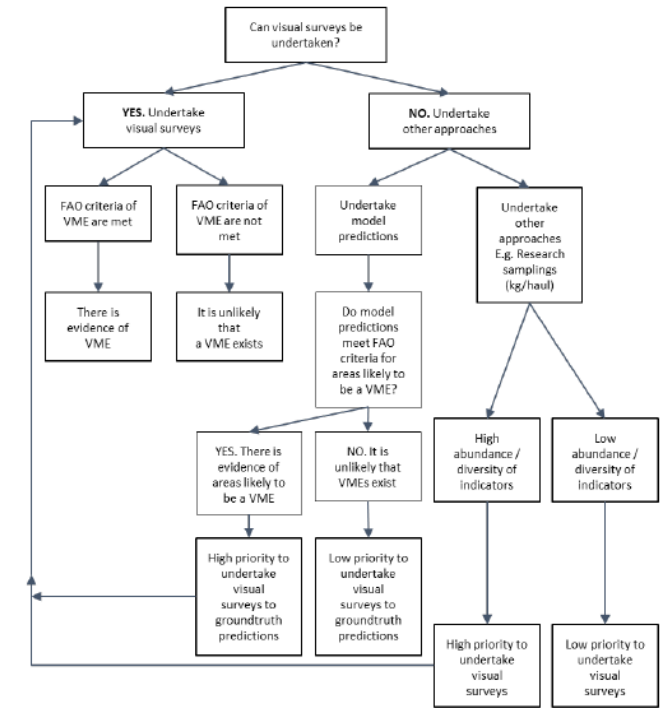 Can visual surveys be
undertaken?
YES. Undertake
visual surveys
NO. Undertake
other approaches
FAO criteria of
VME are met
FAO criteria of
VME are not
met
Undertake
model
predictions
Undertake
other
approaches
E.g. Research
samplings
(kg/haul)
There is
evidence of
VME
It is unlikely
that
a VME exists
Do model
predictions
meet FAO
criteria for
areas likely to
be a VME?
YES. There is
evidence of
areas likely to
be a VME
NO. It is
unlikely that
VMEs exist
High
abundance /
diversity of
indicators
Low
abundance /
diversity of
indicators
High priority to
undertake
visual
surveys to
groundtruth
predictions
Low priority to
undertake
visual
surveys to
groundtruth
predictions
High priority to
undertake
visual
surveys
Low priority to
undertake
visual
surveys